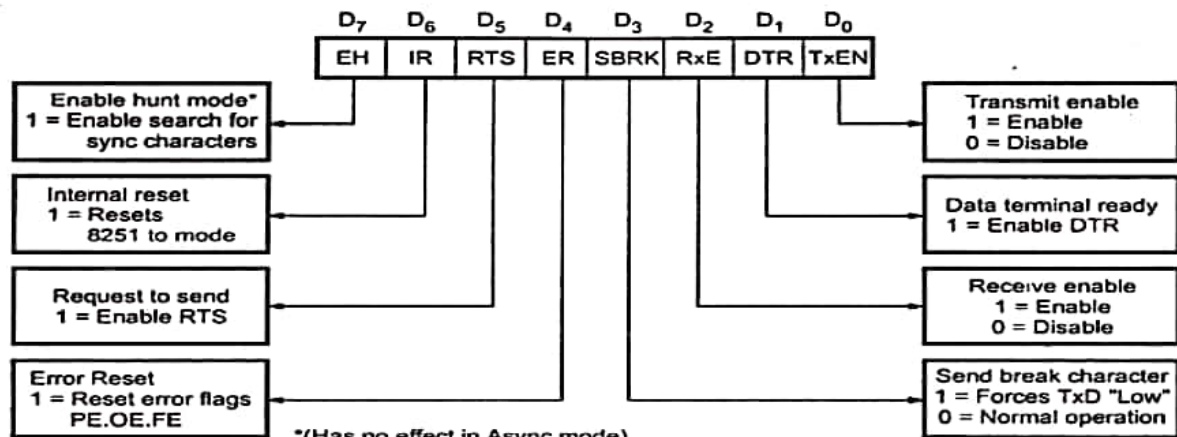 D7 D6 D5 D4 D3 D2 D1 D0
EH IR RTS ER SBRK RxE DTR TxEN
Enable hunt mode*
1 = Enable search for
sync characters
Internal reset
1 = Resets
8251 to mode
Request to send
1 = Enable RTS
Error Reset
1 = Reset error flags
PE.OE.FE
*(Has no effect in Async mode)
Transmit enable
1 = Enable
0 = Disable
Data terminal ready
1 = Enable DTR
Receive enable
1 = Enable
0 = Disable
Send break character
1 = Forces TxD "Low"
0 = Normal operation